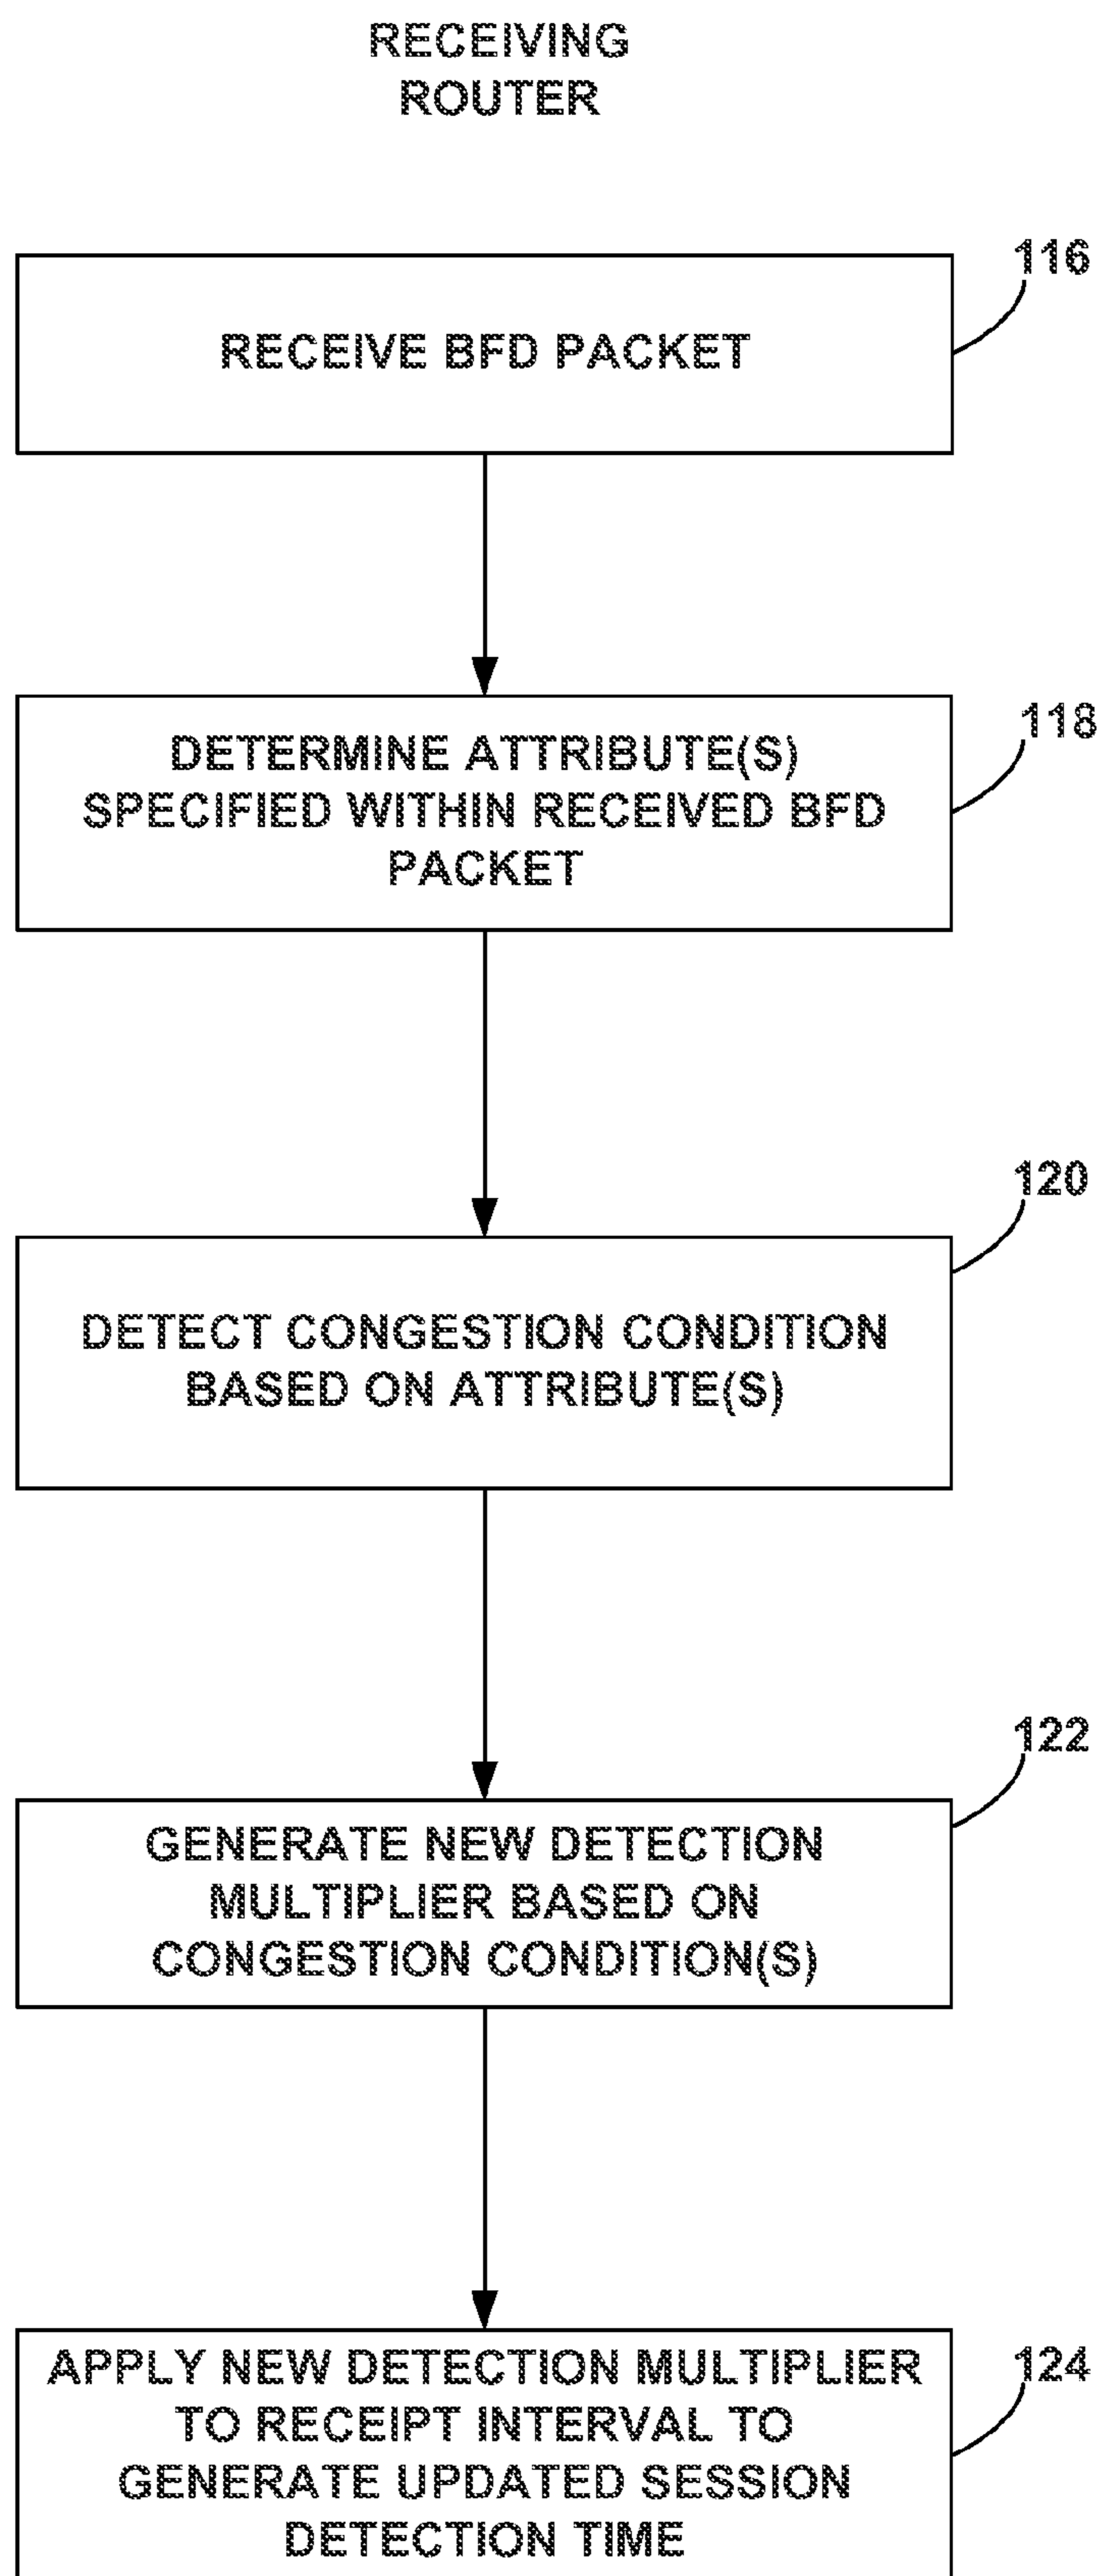 RECEIVING
ROUTER
116
RECEIVE BFD PACKET
118
DETERMINE ATTRIBUTE(S)
SPECIFIED WITHIN RECEIVED BFD
PACKET
120
DETECT CONGESTION CONDITION
BASED ON ATTRIBUTE(S)
122
GENERATE NEW DETECTION
MULTIPLIER BASED ON
CONGESTION CONDITION(S)
124
APPLY NEW DETECTION MULTIPLIER
TO RECEIPT INTERVAL TO
GENERATE UPDATED SESSION
DETECTION TIME